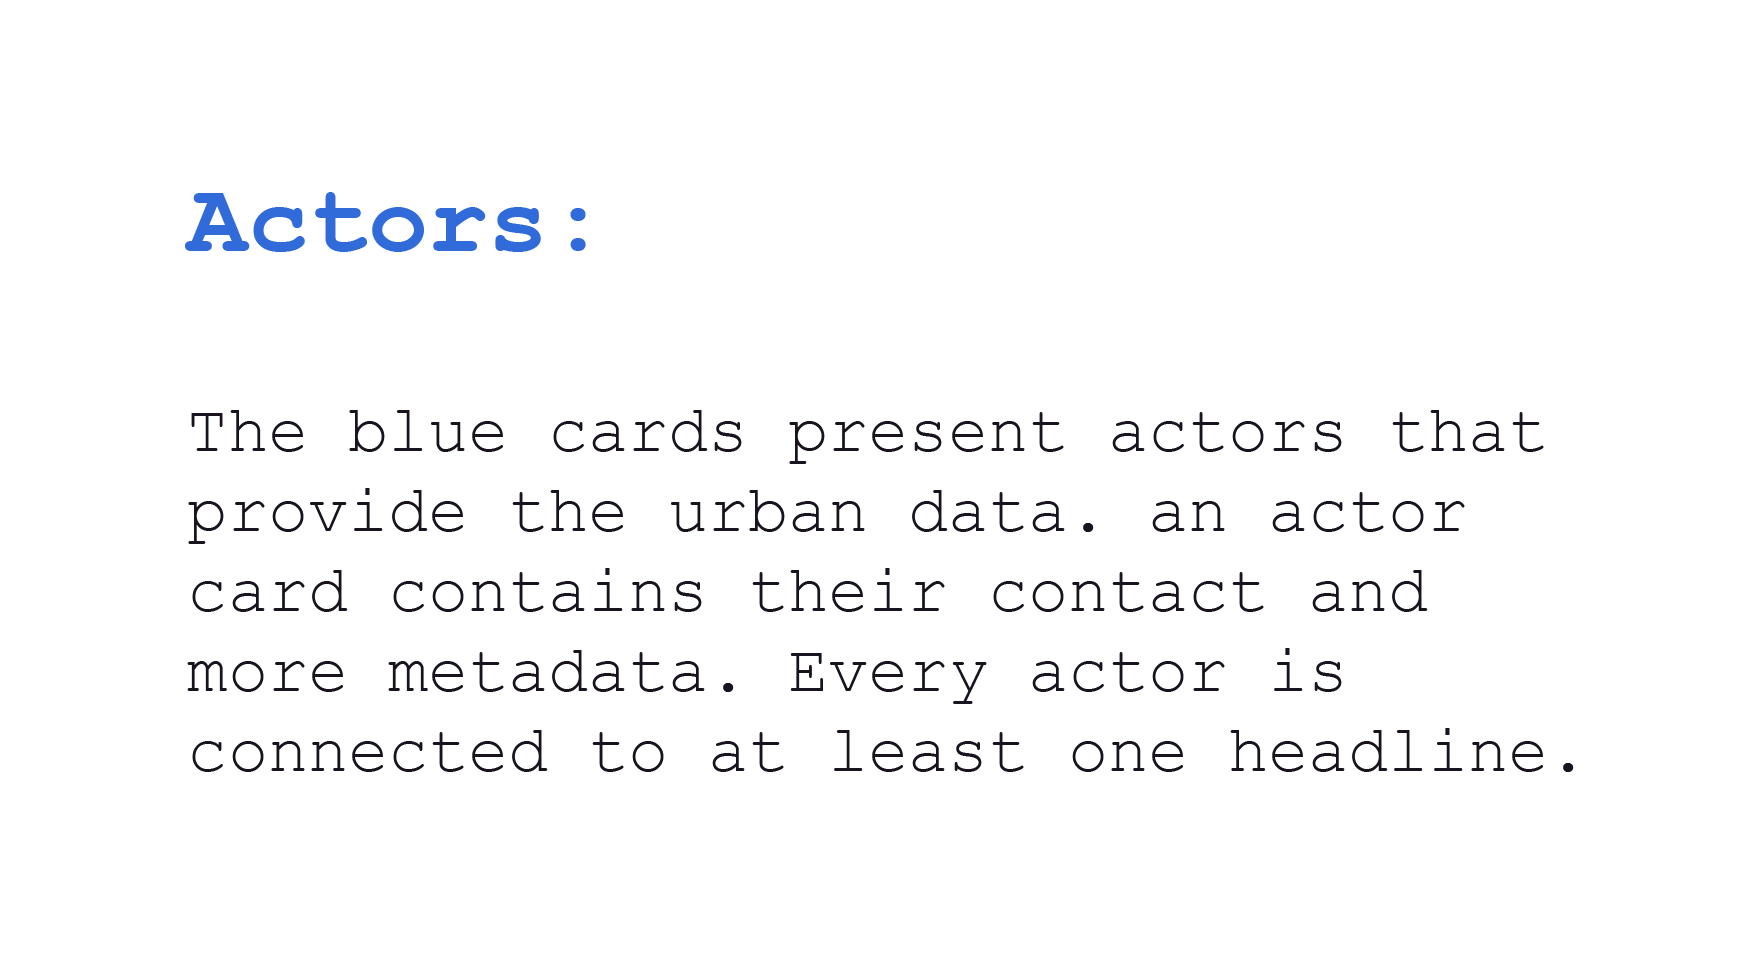 Actors:
The blue cards present actors that
provide the urban data. an actor
card contains their contact and
more metadata. Every actor is
connected to at least one headline.